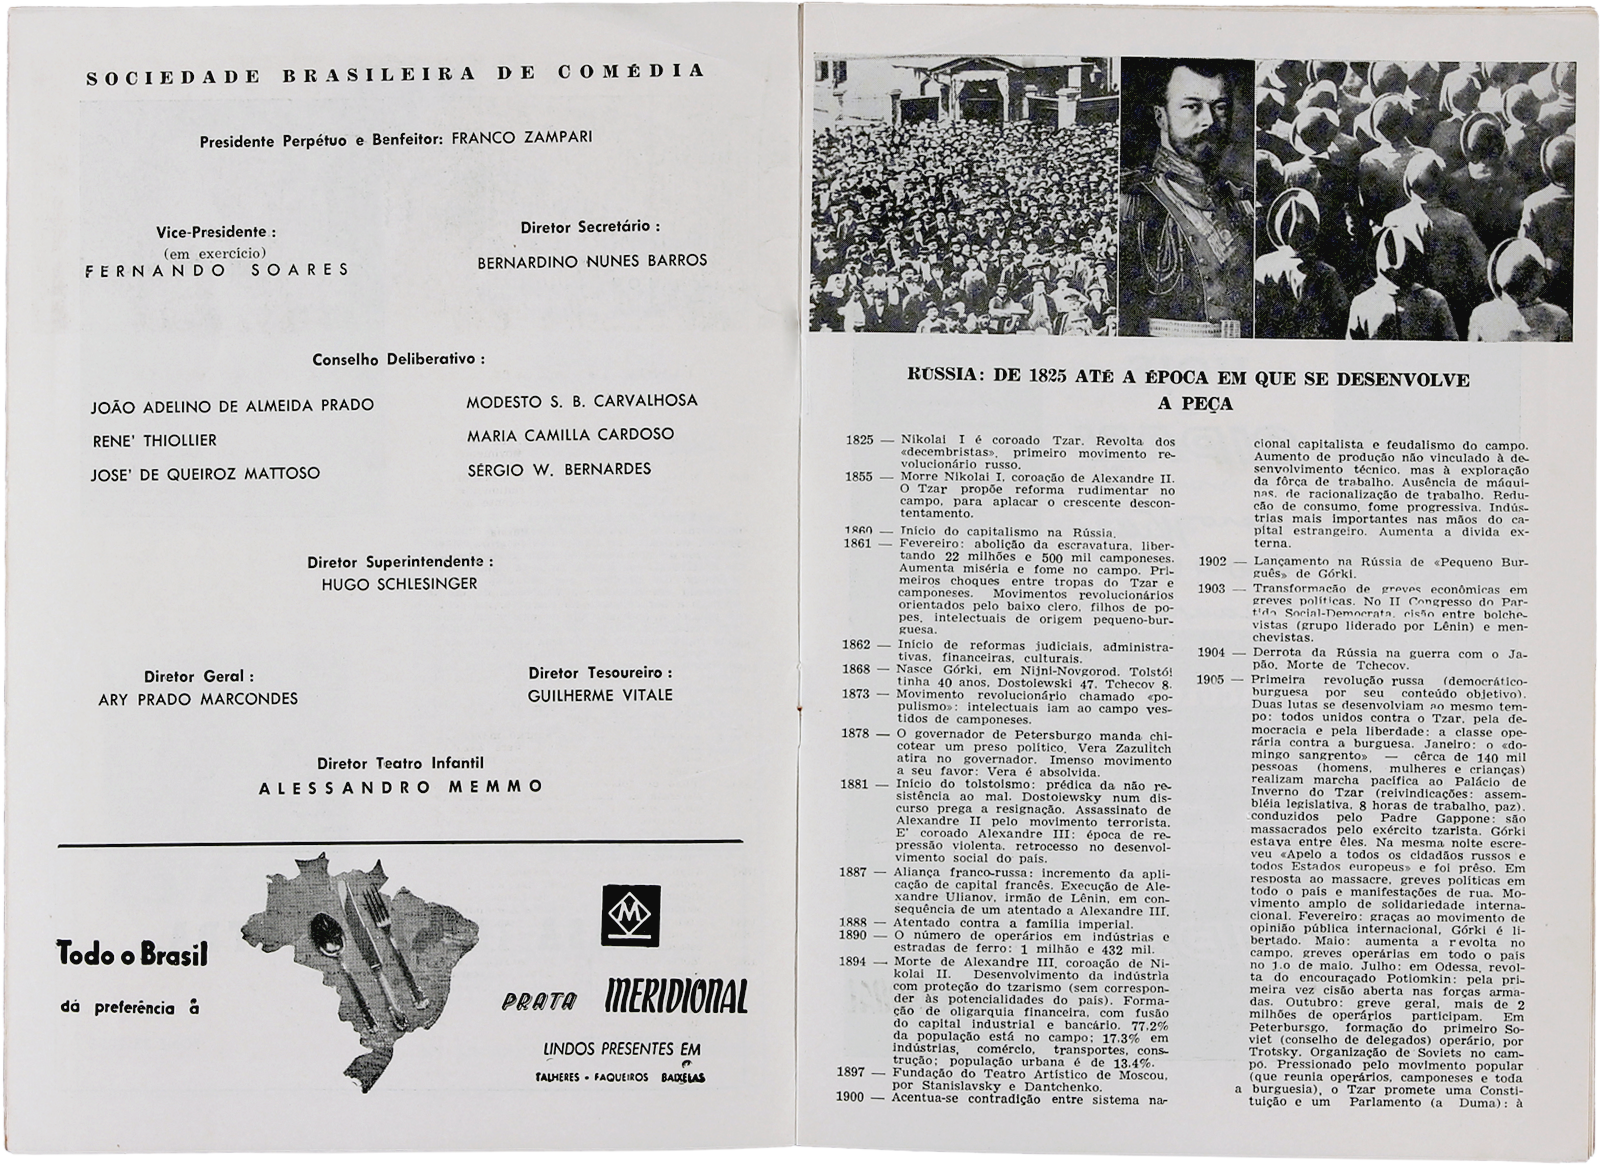 SOCIEDADE BRASILEIRA DE COMÉDIA
Presidente Perpétuo e Benfeitor: FRANCO ZAMPARI
Vice-Presidente :
(em exercício)
FERNANDO SOARES
Diretor Secretário :
BERNARDINO NUNES BARROS
Conselho Deliberativo :
JOÃO ADELINO DE ALMEIDA PRADO
RENE' THIOLLIER
JOSE' DE QUEIROZ MATTOSO
MODESTO S. B. CARVALHOSA
MARIA CAMILLA CARDOSO
SÉRGIO W. BERNARDES
Diretor Superintendente :
HUGO SCHLESINGER
Diretor Geral :
ARY PRADO MARCONDES
Diretor Tesoureiro :
GUILHERME VITALE
Diretor Teatro Infantil
ALESSANDRO MEMMO
Todo o Brasil
dá preferência à
M
PRATA MERIDIONAL
LINDOS PRESENTES EM
TALHERES • FAQUEIROS BAIXELAS
RÚSSIA: DE 1825 ATÉ A ÉPOCA EM QUE SE DESENVOLVE
A PEÇA
1825 — Nikolai I é coroado Tzar. Revolta dos
«decembristas», primeiro movimento re-
volucionário russo.
1855 — Morre Nikolai I, coroação de Alexandre II.
O Tzar propõe reforma rudimentar no
campo, para aplacar o crescente descon-
tentamento.
1860 — Início do capitalismo na Rússia.
1861 — Fevereiro: abolição da escravatura, liber-
tando 22 milhões e 500 mil camponeses.
Aumenta miséria e fome no campo. Pri-
meiros choques entre tropas do Tzar e
camponeses. Movimentos revolucionários
orientados pelo baixo clero, filhos de po-
pes, intelectuais de origem pequeno-bur-
guesa.
1862 — Início de reformas judiciais, administra-
tivas, financeiras, culturais.
1868 — Nasce Górki, em Nijni-Novgorod. Tolstói
tinha 40 anos, Dostoiewski 47, Tchecov 8.
1873 — Movimento revolucionário chamado «po-
pulismo»: intelectuais iam ao campo ves-
tidos de camponeses.
1878 — O governador de Petersburgo manda chi-
cotear um preso político. Vera Zazulitch
atira no governador. Imenso movimento
a seu favor: Vera é absolvida.
1881 — Início do tolstoismo: prédica da não re-
sistência ao mal. Dostoiewsky num dis-
curso prega a resignação. Assassinato de
Alexandre II pelo movimento terrorista.
E' coroado Alexandre III: época de re-
pressão violenta, retrocesso no desenvol-
vimento social do país.
1887 — Aliança franco-russa: incremento da apli-
cação de capital francês. Execução de Ale-
xandre Ulianov, irmão de Lênin, em con-
sequência de um atentado a Alexandre III.
1888 — Atentado contra a família imperial.
1890 — O número de operários em indústrias e
estradas de ferro: 1 milhão e 432 mil.
1894 — Morte de Alexandre III, coroação de Ni-
kolai II. Desenvolvimento da indústria
com proteção do tzarismo (sem correspon-
der às potencialidades do país). Forma-
ção de oligarquia financeira, com fusão
do capital industrial e bancário. 77.2%
da população está no campo; 17.3% em
indústrias, comércio, transportes, cons-
trução; população urbana é de 13.4%.
1897 — Fundação do Teatro Artístico de Moscou,
por Stanislavsky e Dantchenko.
1900 — Acentua-se contradição entre sistema na-
cional capitalista e feudalismo do campo.
Aumento de produção não vinculado à de-
senvolvimento técnico, mas à exploração
da fôrça de trabalho. Ausência de máqui-
nas, de racionalização de trabalho. Redu-
ção de consumo, fome progressiva. Indús-
trias mais importantes nas mãos do ca-
pital estrangeiro. Aumenta a dívida ex-
terna.
1902 — Lançamento na Rússia de «Pequeno Bur-
guês» de Górki.
1903 — Transformação de greves econômicas em
greves políticas. No II Congresso do Par-
tido Social-Democrata, cisão entre bolche-
vistas (grupo liderado por Lênin) e men-
chevistas.
1904 — Derrota da Rússia na guerra com o Ja-
pão. Morte de Tchecov.
1905 — Primeira revolução russa (democrático-
burguesa por seu conteúdo objetivo).
Duas lutas se desenvolviam ao mesmo tem-
po: todos unidos contra o Tzar, pela de-
mocracia e pela liberdade; a classe ope-
rária contra a burguesa. Janeiro: o «do-
mingo sangrento» — cêrca de 140 mil
pessoas (homens, mulheres e crianças)
realizam marcha pacífica ao Palácio de
Inverno do Tzar (reivindicações: assem-
bléia legislativa, 8 horas de trabalho, paz),
conduzidos pelo Padre Gappone: são
massacrados pelo exército tzarista. Górki
estava entre êles. Na mesma noite escre-
veu «Apelo a todos os cidadãos russos e
todos Estados europeus» e foi prêso. Em
resposta ao massacre, greves políticas em
todo o país e manifestações de rua. Mo-
vimento amplo de solidariedade interna-
cional. Fevereiro: graças ao movimento de
opinião pública internacional, Górki é li-
bertado. Maio: aumenta a revolta no
campo, greves operárias em todo o país
no 1.o de maio. Julho: em Odessa, revol-
ta do encouraçado Potiomkin: pela pri-
meira vez cisão aberta nas forças arma-
das. Outubro: greve geral, mais de 2
milhões de operários participam. Em
Peterbursgo, formação do primeiro So-
viet (conselho de delegados) operário, por
Trotsky. Organização de Soviets no cam-
po. Pressionado pelo movimento popular
(que reunia operários, camponeses e toda
a burguesia), o Tzar promete uma Consti-
tuição e um Parlamento (a Duma): à